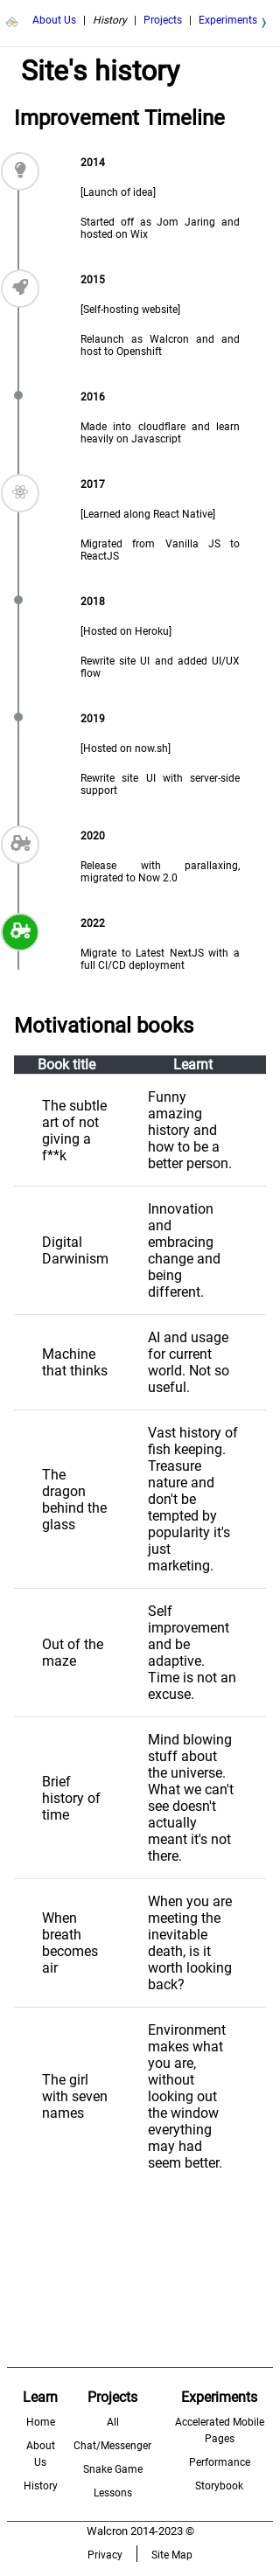 About Us | History | Projects | Experiments ❯
Site's history
Improvement Timeline
2014
[Launch of idea]
Started off as Jom Jaring and
hosted on Wix
2015
[Self-hosting website]
Relaunch as Walcron and and
host to Openshift
2016
Made into cloudflare and learn
heavily on Javascript
2017
[Learned along React Native]
Migrated from Vanilla JS to
ReactJS
2018
[Hosted on Heroku]
Rewrite site UI and added UI/UX
flow
2019
[Hosted on now.sh]
Rewrite site UI with server-side
support
2020
Release with parallaxing,
migrated to Now 2.0
2022
Migrate to Latest NextJS with a
full CI/CD deployment
Motivational books
Book title Learnt
The subtle
art of not
giving a
f**k
Funny
amazing
history and
how to be a
better person.
Digital
Darwinism
Innovation
and
embracing
change and
being
different.
Machine
that thinks
AI and usage
for current
world. Not so
useful.
The
dragon
behind the
glass
Vast history of
fish keeping.
Treasure
nature and
don't be
tempted by
popularity it's
just
marketing.
Out of the
maze
Self
improvement
and be
adaptive.
Time is not an
excuse.
Brief
history of
time
Mind blowing
stuff about
the universe.
What we can't
see doesn't
actually
meant it's not
there.
When
breath
becomes
air
When you are
meeting the
inevitable
death, is it
worth looking
back?
The girl
with seven
names
Environment
makes what
you are,
without
looking out
the window
everything
may had
seem better.
Learn
Home
About
Us
History
Projects
All
Chat/Messenger
Snake Game
Lessons
Experiments
Accelerated Mobile
Pages
Performance
Storybook
Walcron 2014-2023 ©
Privacy | Site Map